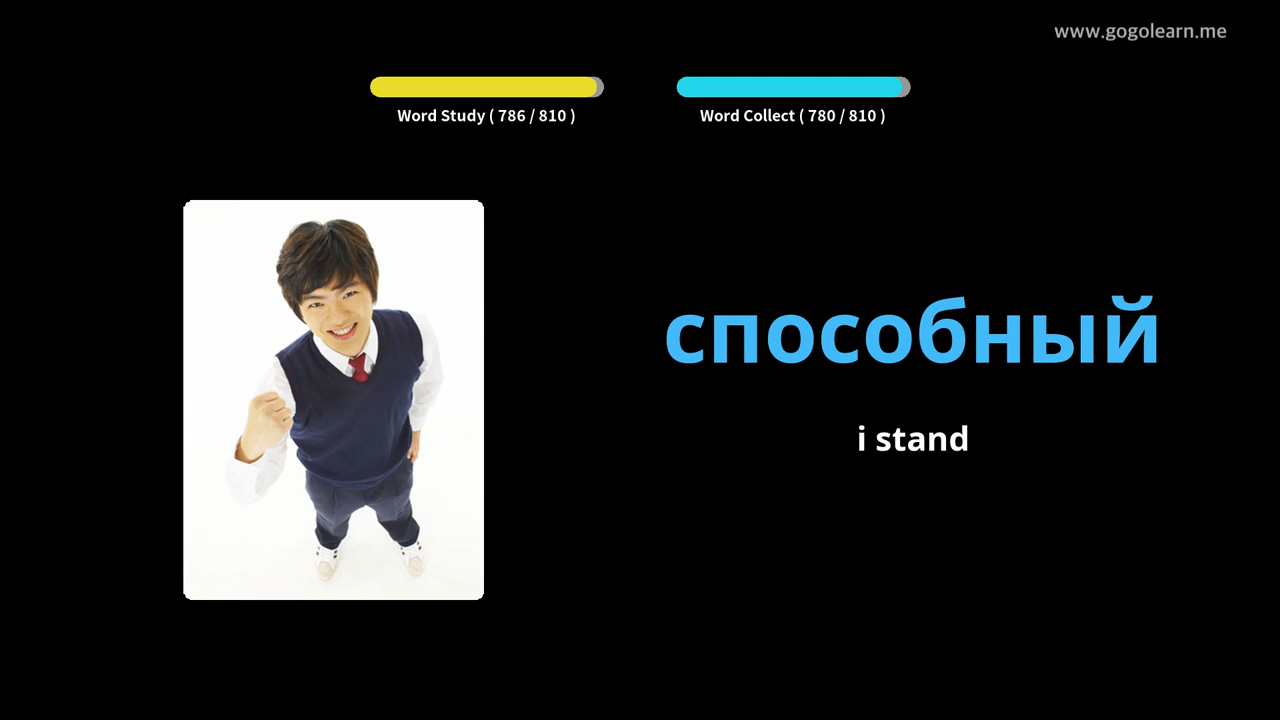 www.gogolearn.me
Word Study ( 786 / 810 )
Word Collect ( 780 / 810 )
способный
i stand